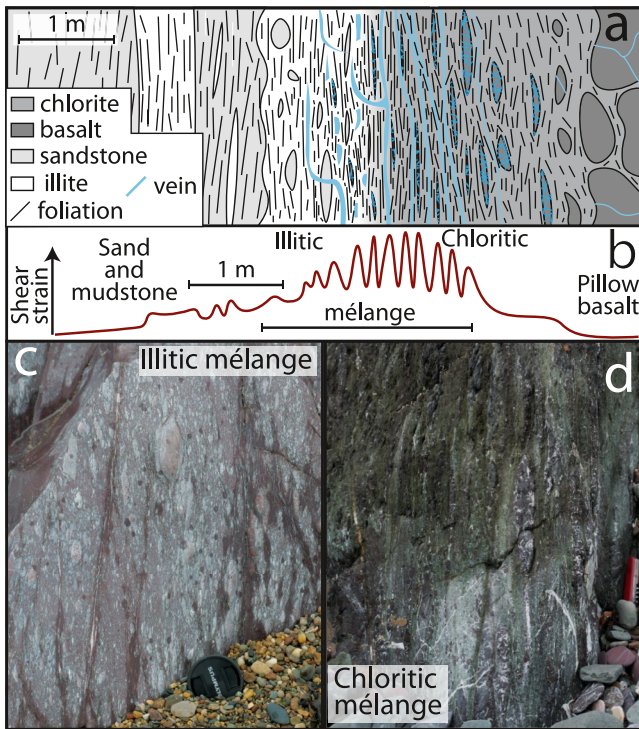 1 m
a
chlorite
basalt
sandstone
illite
vein
foliation
b
Shear
strain
Sand
and
mudstone
1 m
Illitic
Chloritic
mélange
Pillow
basalt
c
Illitic mélange
OLYMPUS
d
Chloritic
mélange